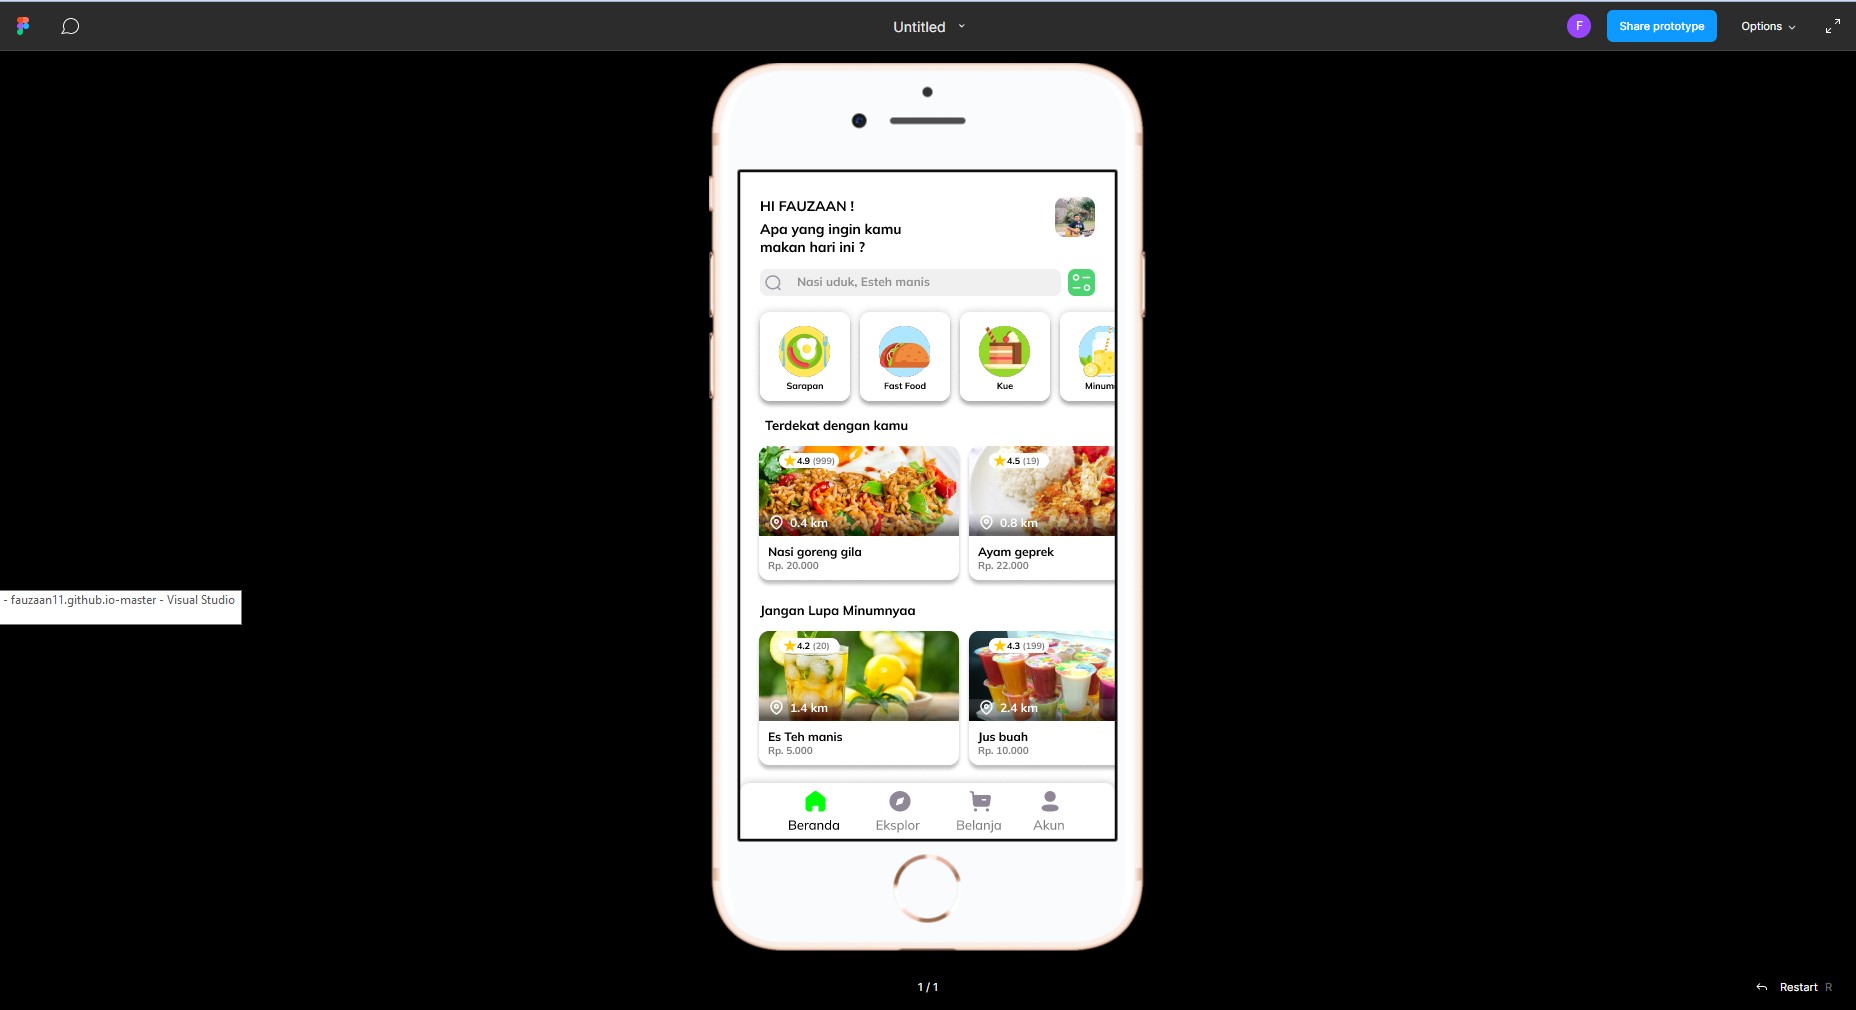 Untitled
F
Share prototype
Options
HI FAUZAAN !
Apa yang ingin kamu
makan hari ini ?
Nasi uduk, Esteh manis
Sarapan
Fast Food
Kue
Minum
Terdekat dengan kamu
4.9 (999)
4.5 (19)
0.4 km
0.8 km
Nasi goreng gila
Ayam geprek
Rp. 20.000
Rp. 22.000
- fauzaan11.github.io-master - Visual Studio
Jangan Lupa Minumnyaa
4.2 (20)
4.3 (199)
1.4 km
2.4 km
Es Teh manis
Jus buah
Rp. 5.000
Rp. 10.000
Beranda
Eksplor
Belanja
Akun
1 / 1
Restart R